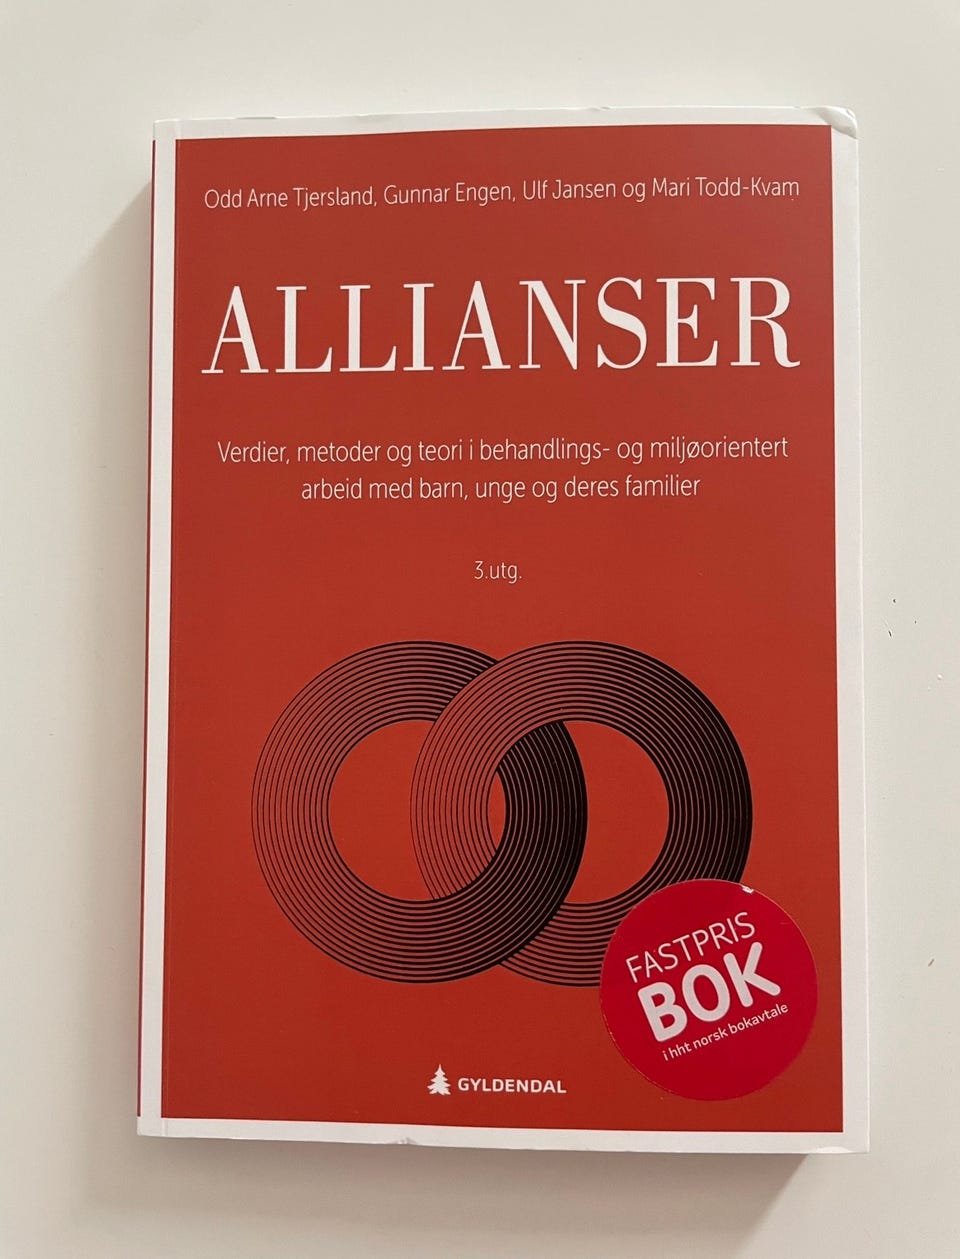 Odd Arne Tjersland, Gunnar Engen, Ulf Jansen og Mari Todd-Kvam
ALLIANSER
Verdier, metoder og teori i behandlings- og miljøorientert
arbeid med barn, unge og deres familier
3.utg.
FASTPRIS
BOK
i hht norsk bokavtale
GYLDENDAL